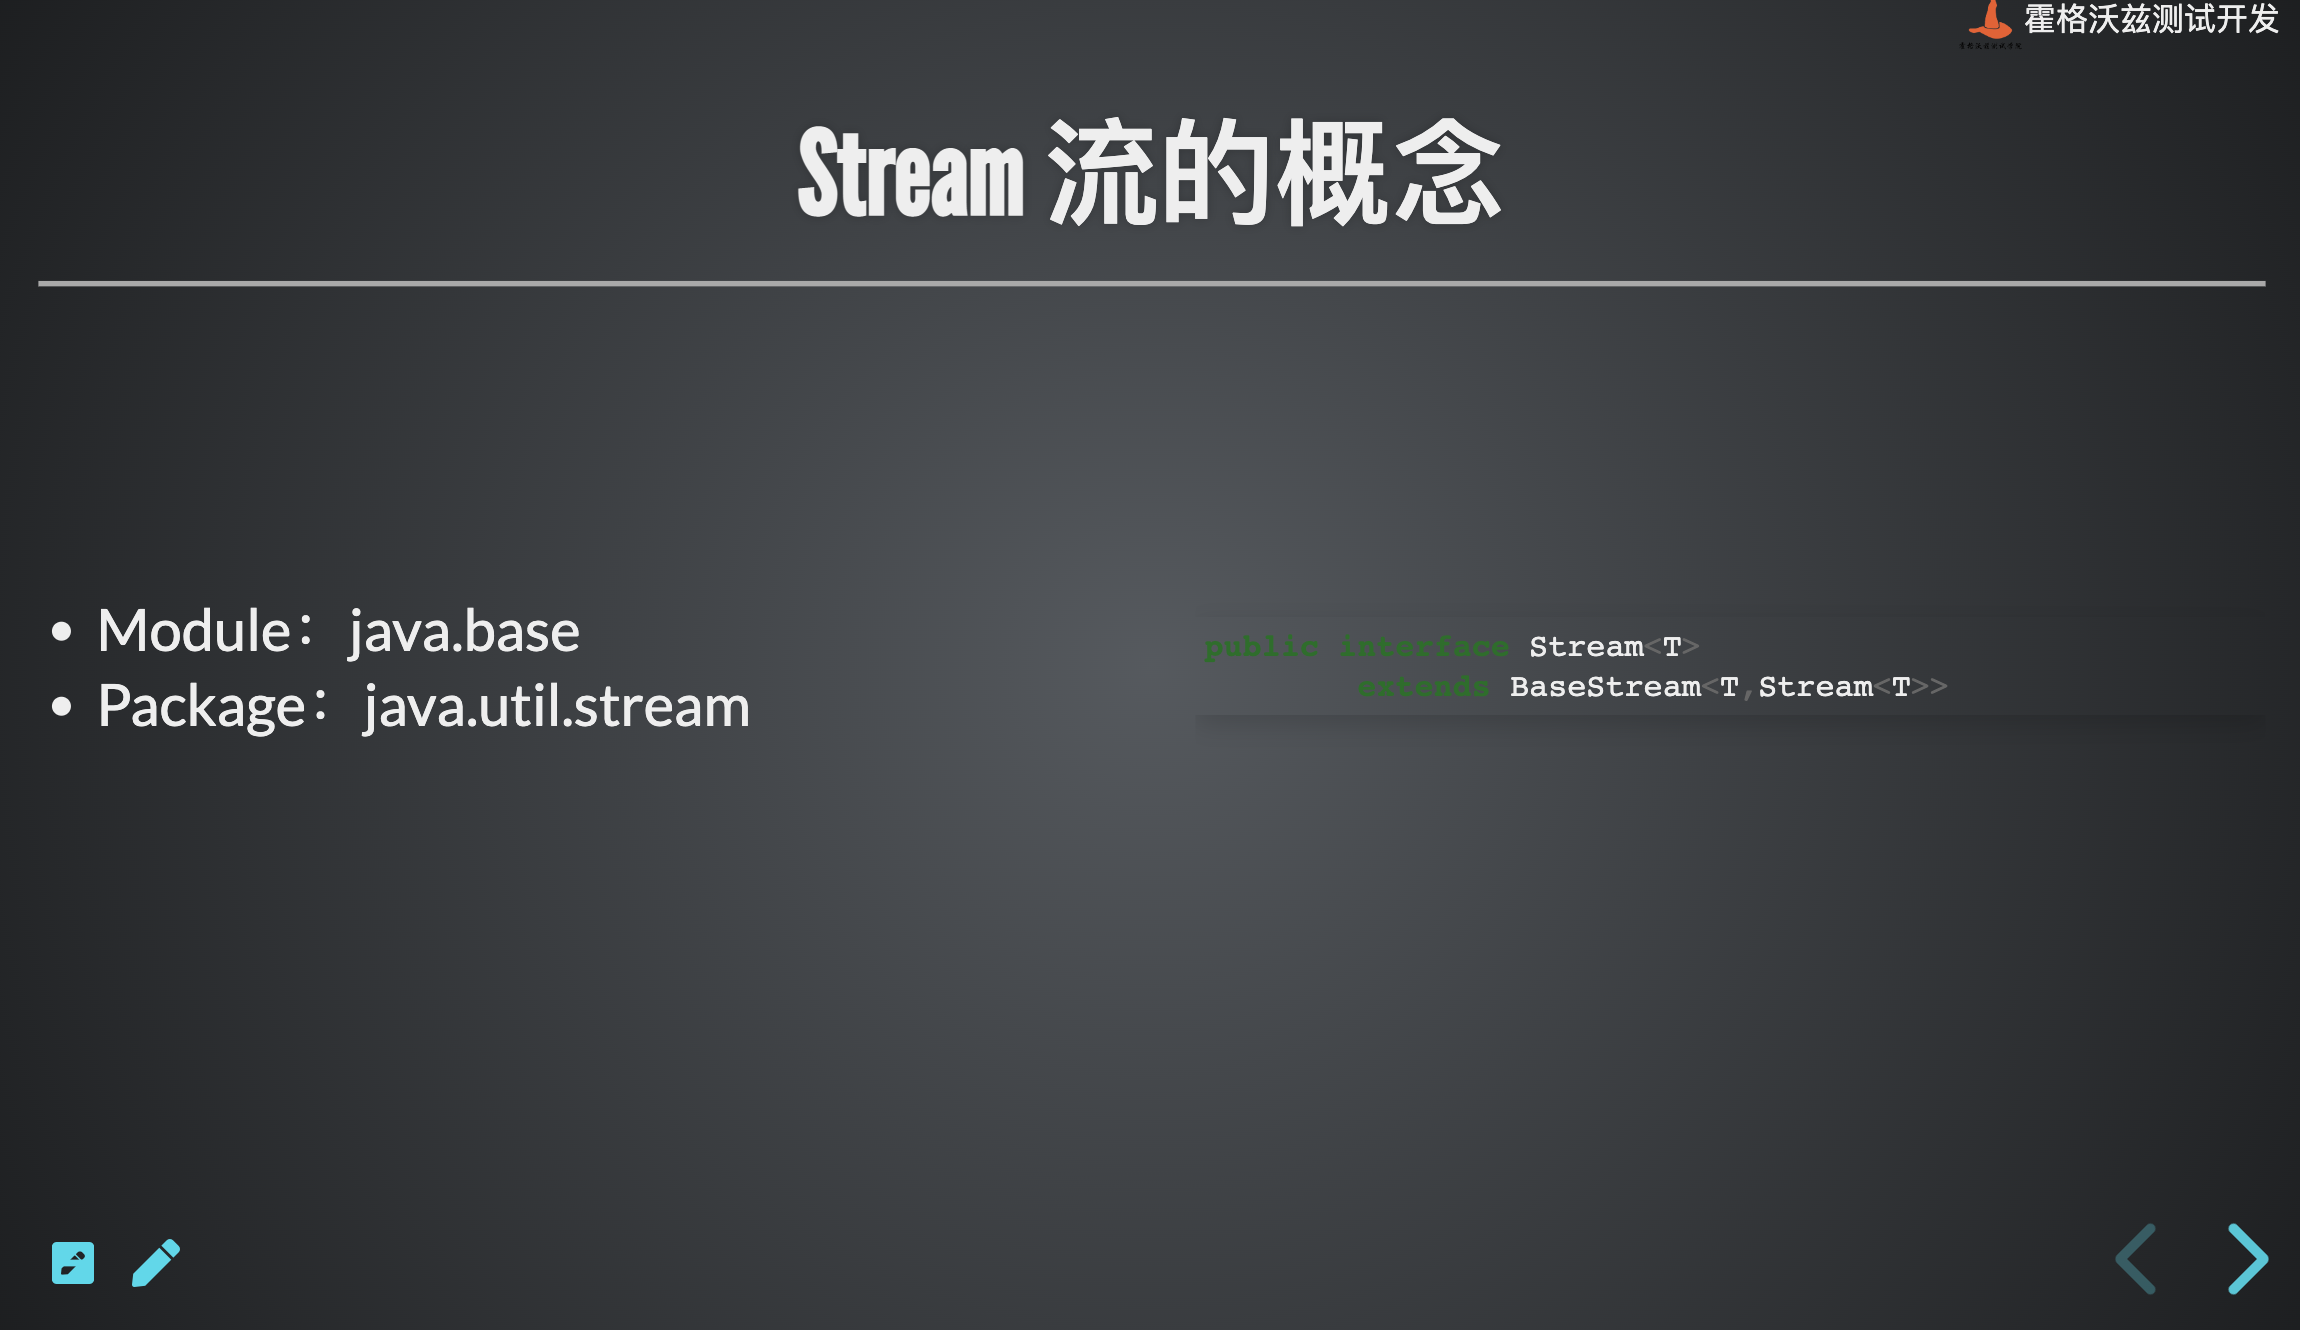 霍格沃兹测试开发
Stream 流的概念
• Module：java.base
• Package：java.util.stream
public interface Stream<T>
extends BaseStream<T,Stream<T>>